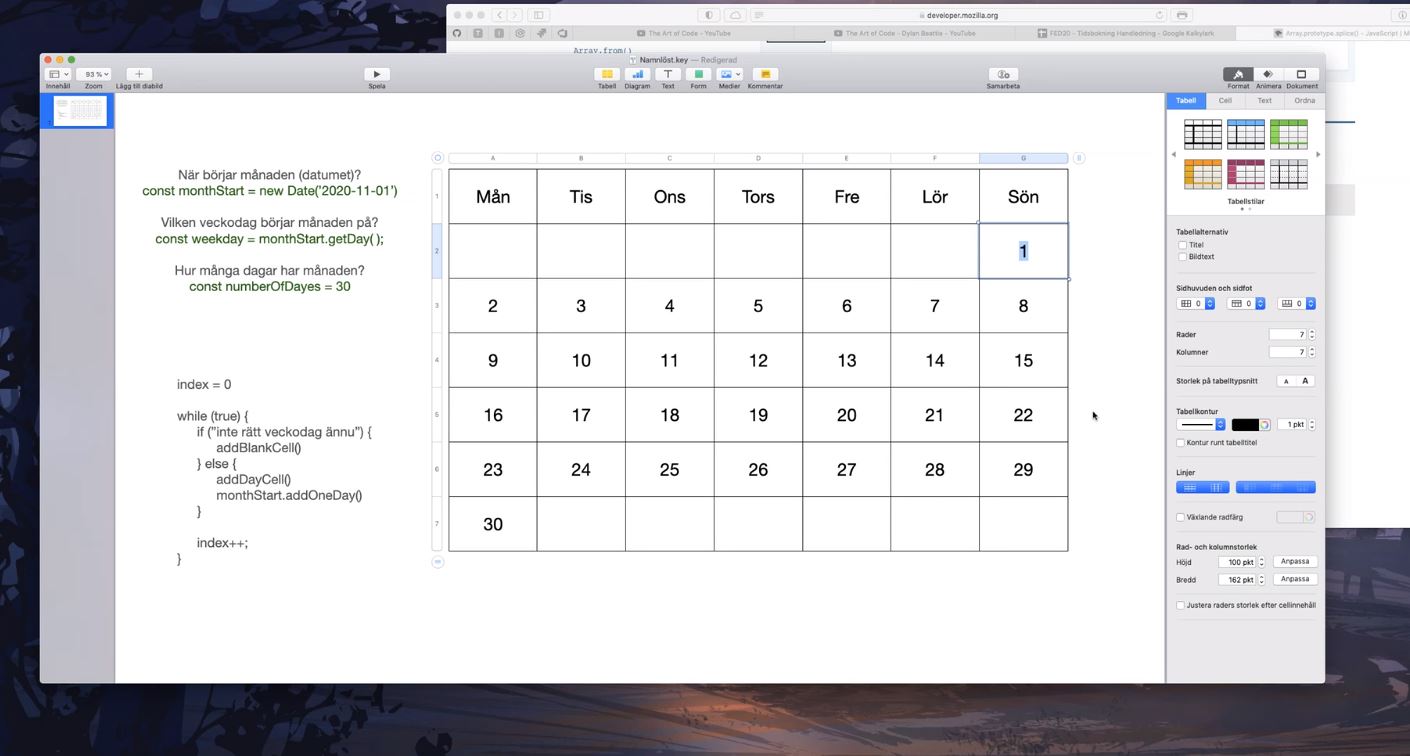 developer.mozilla.org
The Art of Code - YouTube
The Art of Code - Dylan Beattie - YouTube
FED20 - Tidsbokning Handledning - Google Kalkylark
Array.prototype.splice() - JavaScript | M
Array.from()
Namnlöst.key — Redigerad
93 %
Innehåll
Zoom
Lägg till diabild
Spela
Tabell
Diagram
Text
Form
Medier
Kommentar
Samarbeta
Format
Animera
Dokument
Tabell
Cell
Text
Ordna
Tabellstilar
Tabellalternativ
Titel
Bildtext
Sidhuvuden och sidfot
0
0
0
Rader
7
Kolumner
7
Storlek på tabelltypsnitt
A
A
Tabellkontur
1 pkt
Kontur runt tabelltitel
Linjer
Växlande radfärg
Rad- och kolumnstorlek
Höjd
100 pkt
Anpassa
Bredd
162 pkt
Anpassa
Justera raders storlek efter cellinnehåll
När börjar månaden (datumet)?
const monthStart = new Date('2020-11-01')
Vilken veckodag börjar månaden på?
const weekday = monthStart.getDay( );
Hur många dagar har månaden?
const numberOfDayes = 30
index = 0
while (true) {
if (”inte rätt veckodag ännu”) {
addBlankCell()
} else {
addDayCell()
monthStart.addOneDay()
}
index++;
}
A B C D E F G
1 Mån Tis Ons Tors Fre Lör Sön
2 1
3 2 3 4 5 6 7 8
4 9 10 11 12 13 14 15
5 16 17 18 19 20 21 22
6 23 24 25 26 27 28 29
7 30